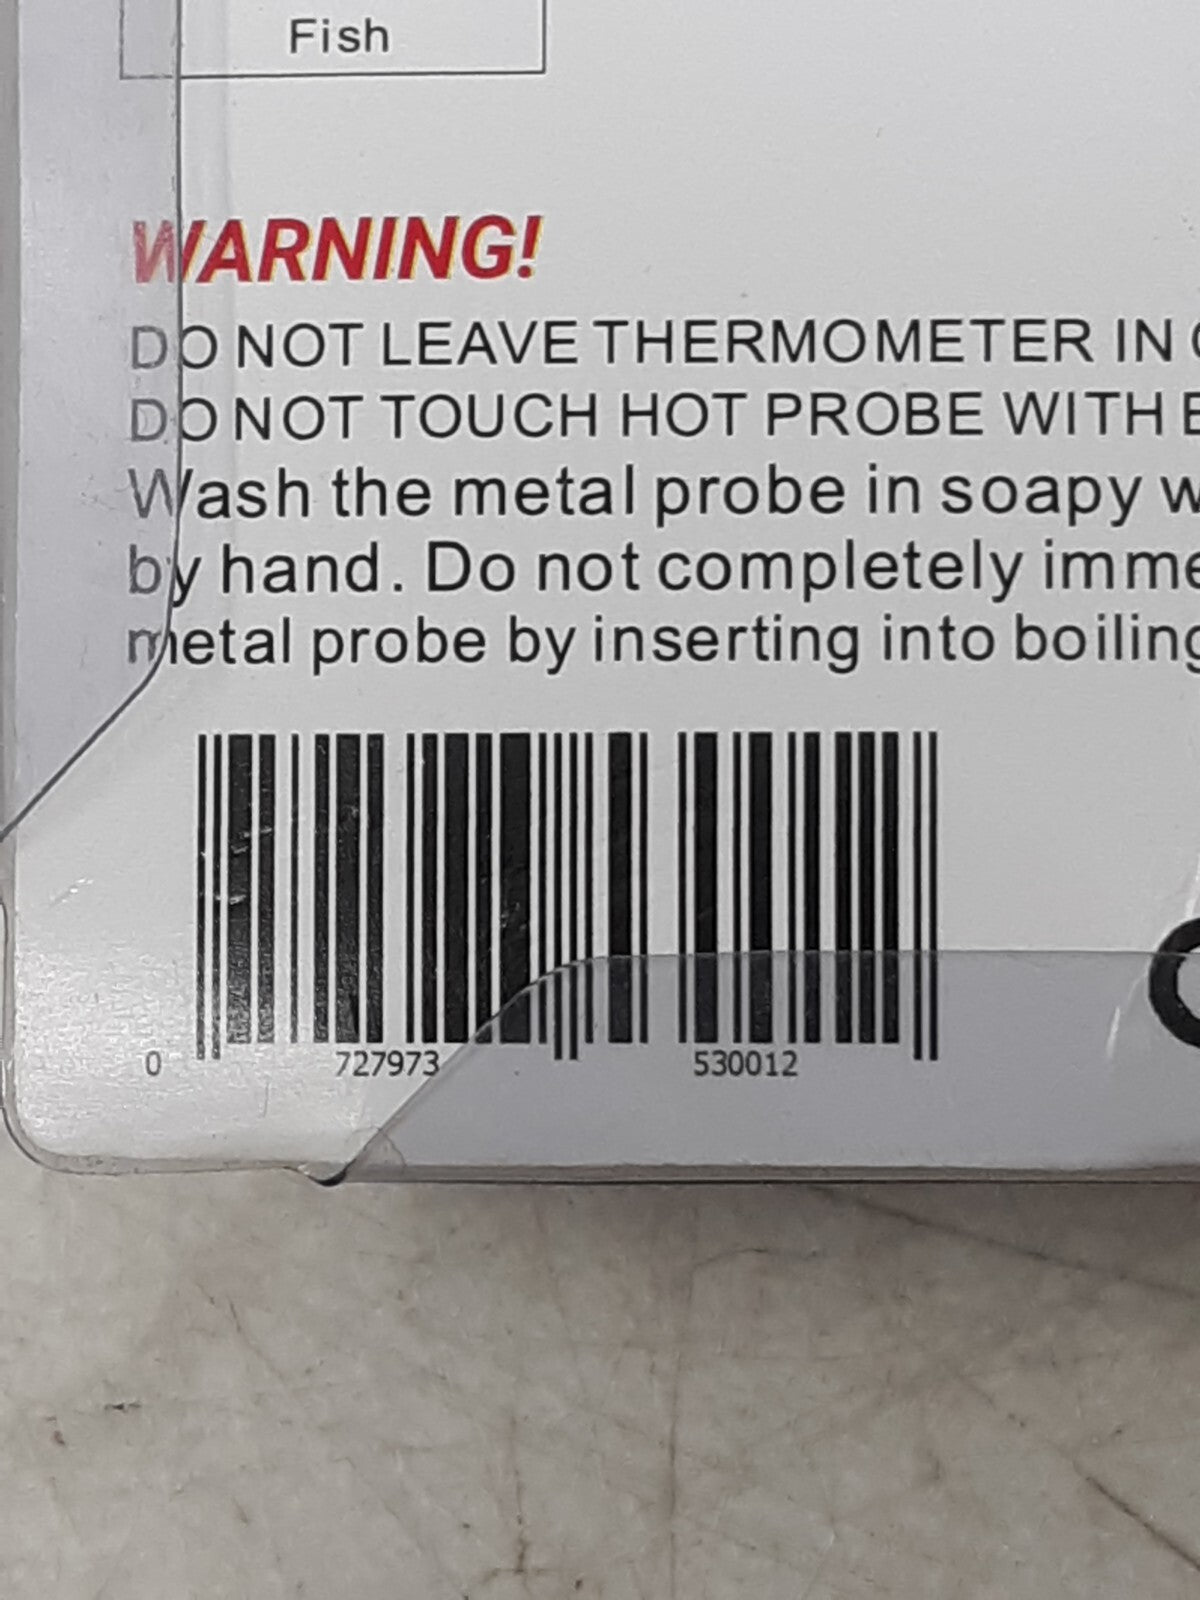 Fish
WARNING!
DO NOT LEAVE THERMOMETER IN
DO NOT TOUCH HOT PROBE WITH
Wash the metal probe in soapy
by hand. Do not completely
metal probe by inserting into boiling
0 727973 530012